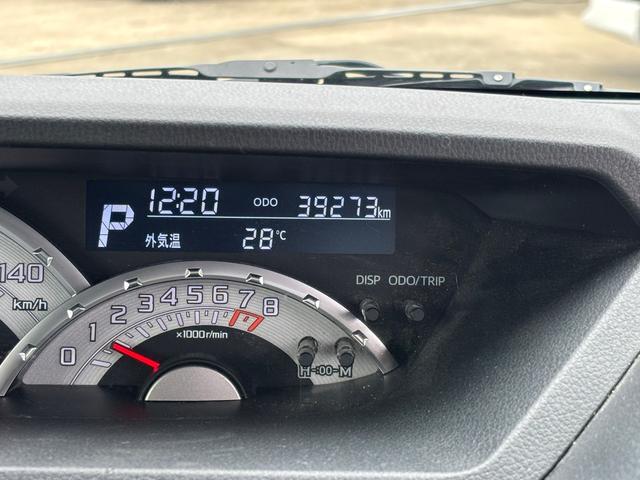 12:20 ODO 39273km
P
外気温 28℃
DISP ODO/TRIP
140
km/h
0 1 2 3 4 5 6 7 8
×1000r/min
H -:00- M